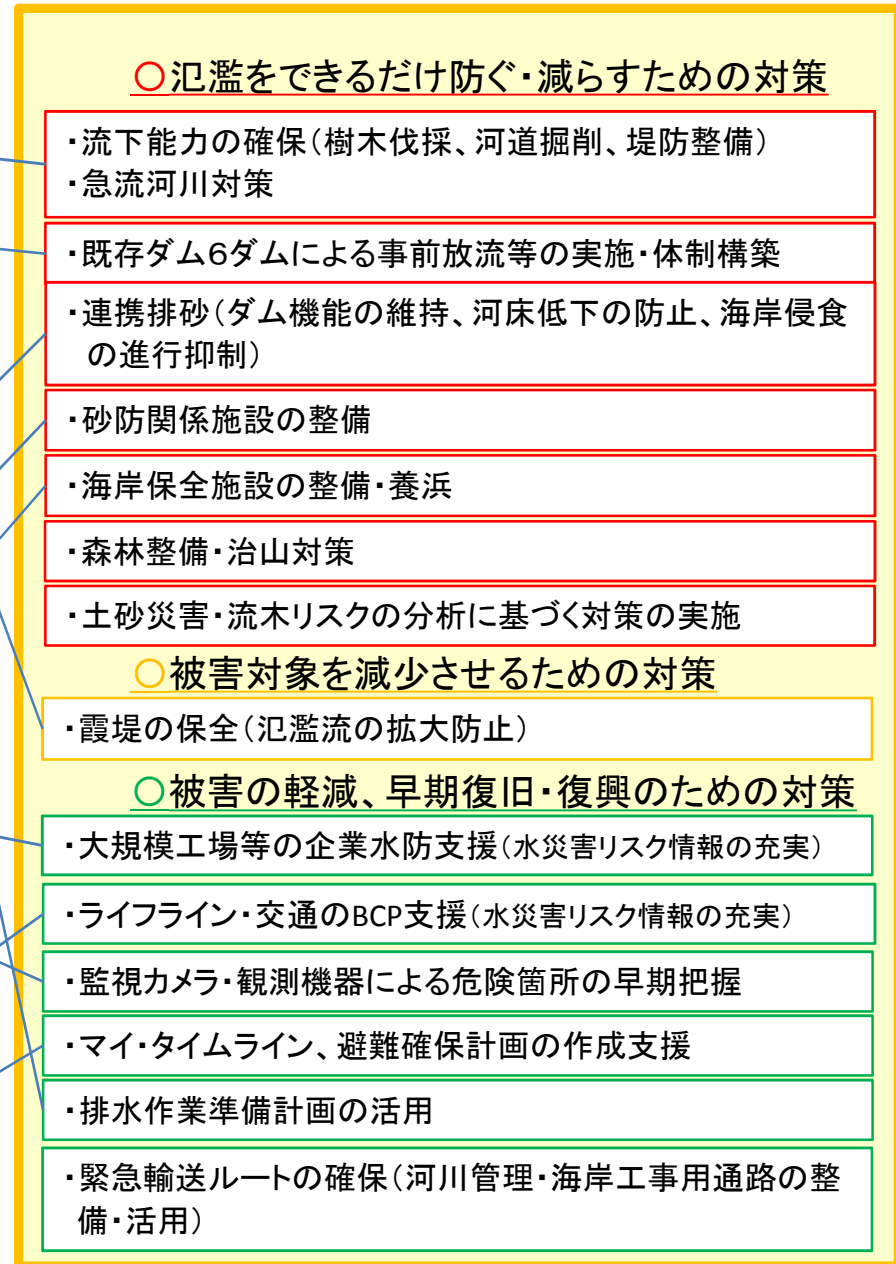 ○氾濫をできるだけ防ぐ・減らすための対策
・流下能力の確保（樹木伐採、河道掘削、堤防整備）
・急流河川対策
・既存ダム６ダムによる事前放流等の実施・体制構築
・連携排砂（ダム機能の維持、河床低下の防止、海岸侵食
の進行抑制）
・砂防関係施設の整備
・海岸保全施設の整備・養浜
・森林整備・治山対策
・土砂災害・流木リスクの分析に基づく対策の実施
○被害対象を減少させるための対策
・霞堤の保全（氾濫流の拡大防止）
○被害の軽減、早期復旧・復興のための対策
・大規模工場等の企業水防支援（水災害リスク情報の充実）
・ライフライン・交通のBCP支援（水災害リスク情報の充実）
・監視カメラ・観測機器による危険箇所の早期把握
・マイ・タイムライン、避難確保計画の作成支援
・排水作業準備計画の活用
・緊急輸送ルートの確保（河川管理・海岸工事用通路の整
備・活用）